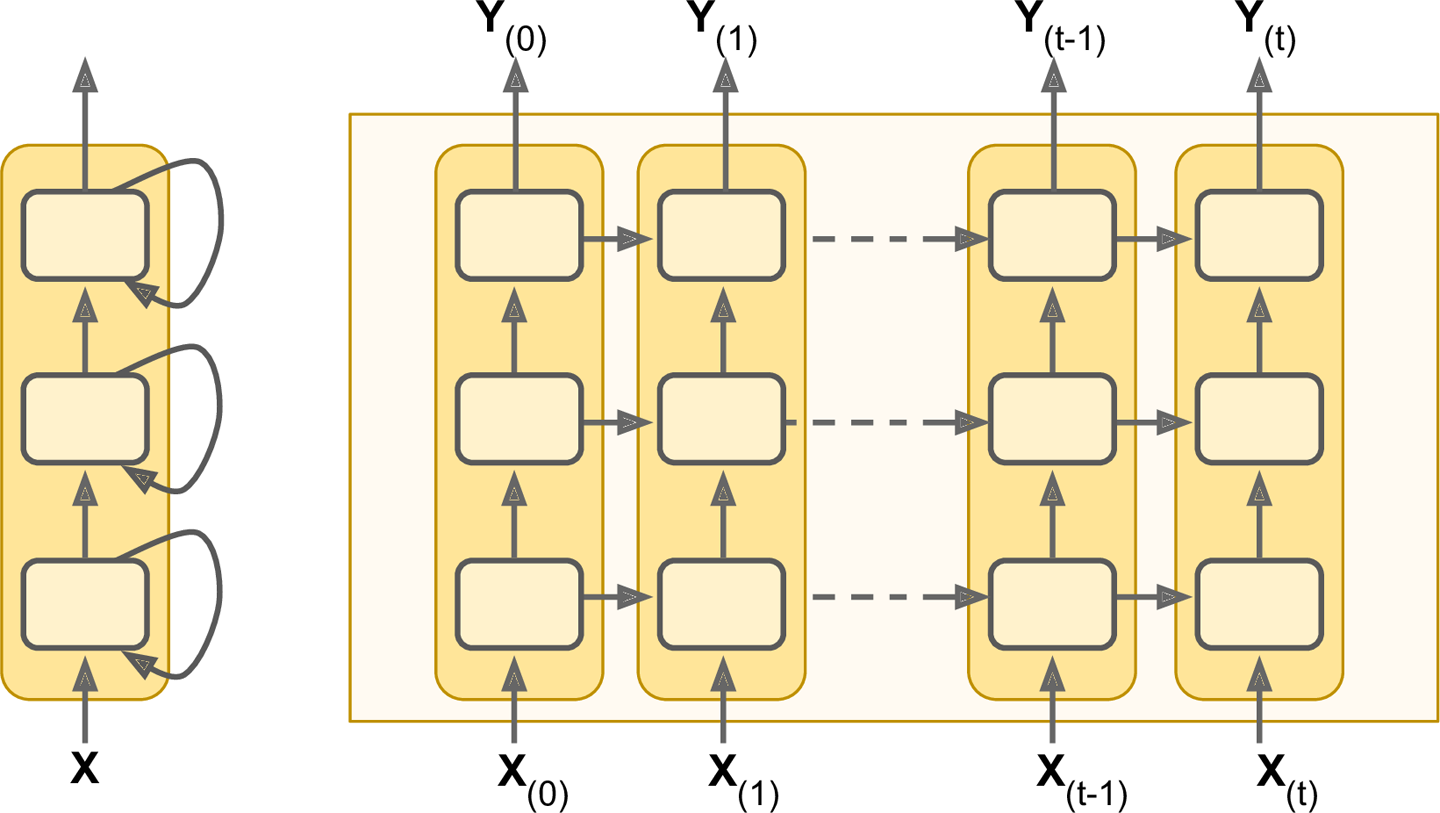 Y(0) Y(1) Y(t-1) Y(t)
X X(0) X(1) X(t-1) X(t)